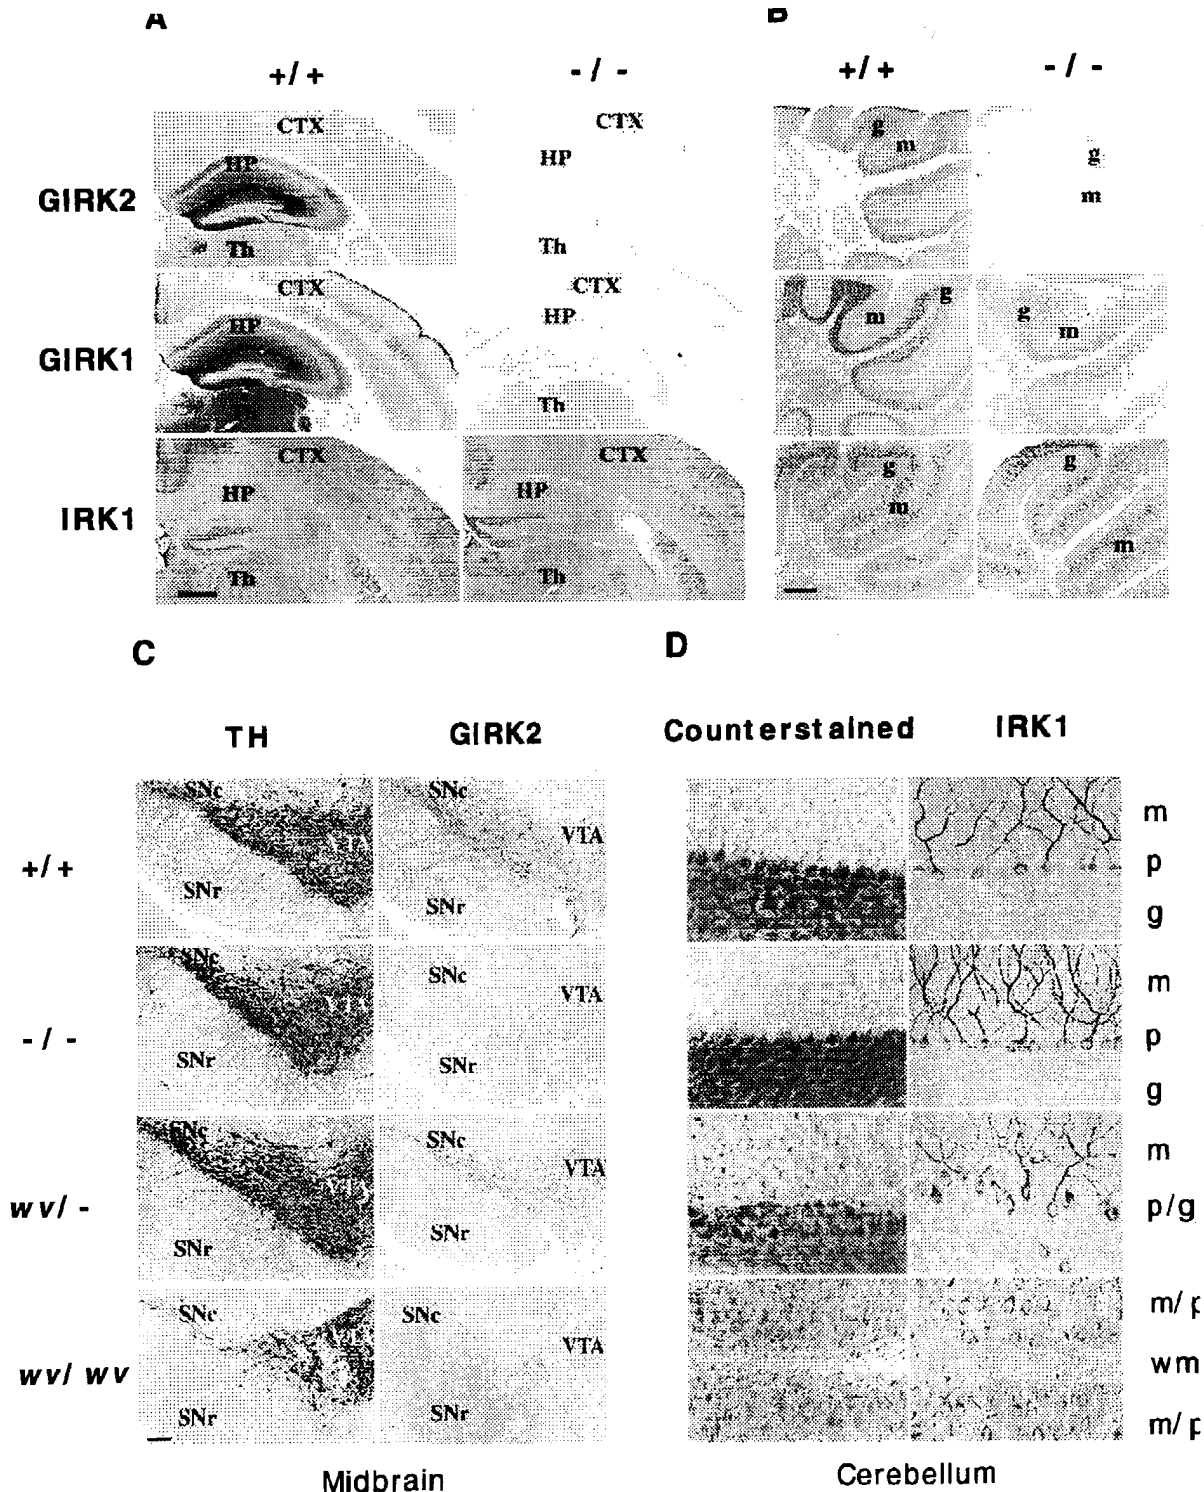 A B
+/+ -/- +/+ -/-
CTX CTX g m
HP HP g
GIRK2 m
Th Th
CTX CTX g g
GIRK1 HP HP m m
Th Th
CTX CTX g g
IRK1 HP HP m m
Th Th
C D
TH GIRK2 Counterstained IRK1
SNc SNc m
+/+ VTA p
SNr SNr g
SNc SNc m
-/- VTA p
SNr SNr g
SNc SNc m
wv/- VTA p/g
SNr SNr
SNc SNc m/p
wv/wv VTA wm
SNr SNr m/p
Midbrain Cerebellum